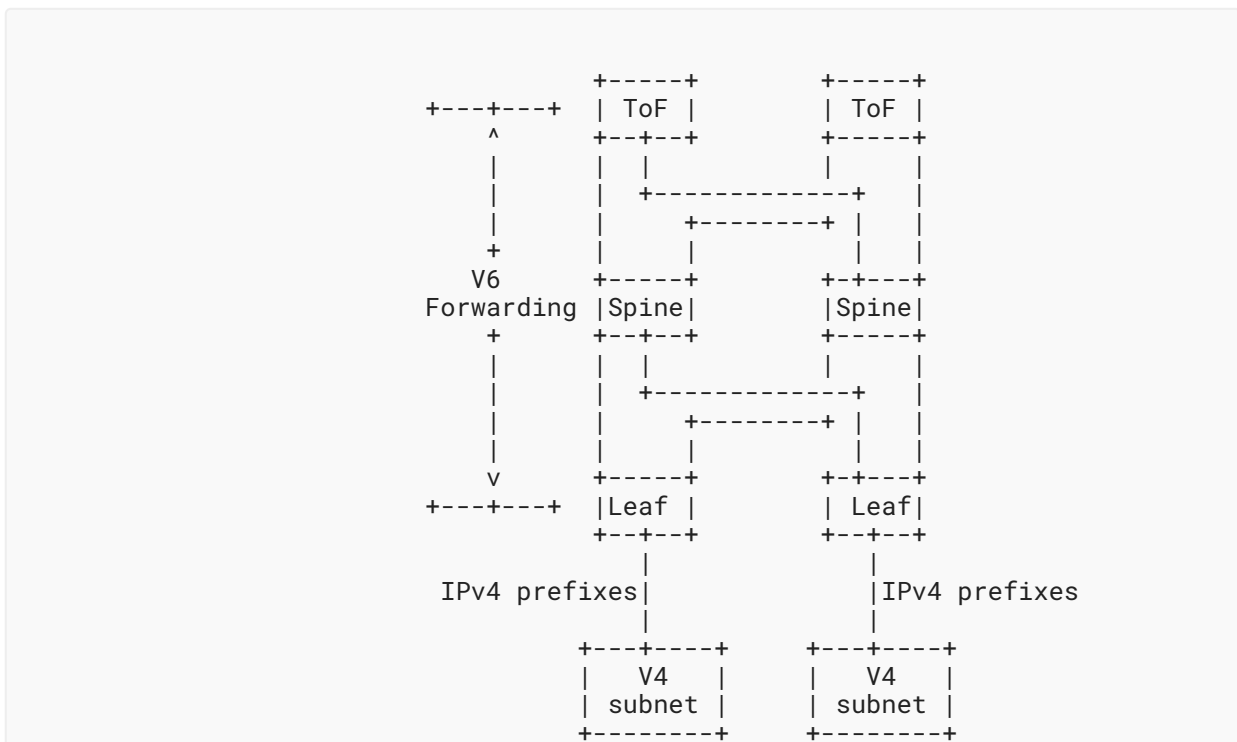 +-----+        +-----+
+---+---+  | ToF |        | ToF |
^      +--+--+        +-----+
|      |  |           |     |
|      |  +-------------+   |
|      |     +--------+ |   |
+      |     |          |   |
V6      +-----+        +-+---+
Forwarding |Spine|        |Spine|
+      +--+--+        +-----+
|      |  |           |     |
|      |  +-------------+   |
|      |     +--------+ |   |
|      |     |          |   |
v      +-----+        +-+---+
+---+---+  |Leaf |        | Leaf|
+--+--+        +--+--+
|              |
IPv4 prefixes|              |IPv4 prefixes
|              |
+---+----+     +---+----+
|   V4   |     |   V4   |
| subnet |     | subnet |
+--------+     +--------+